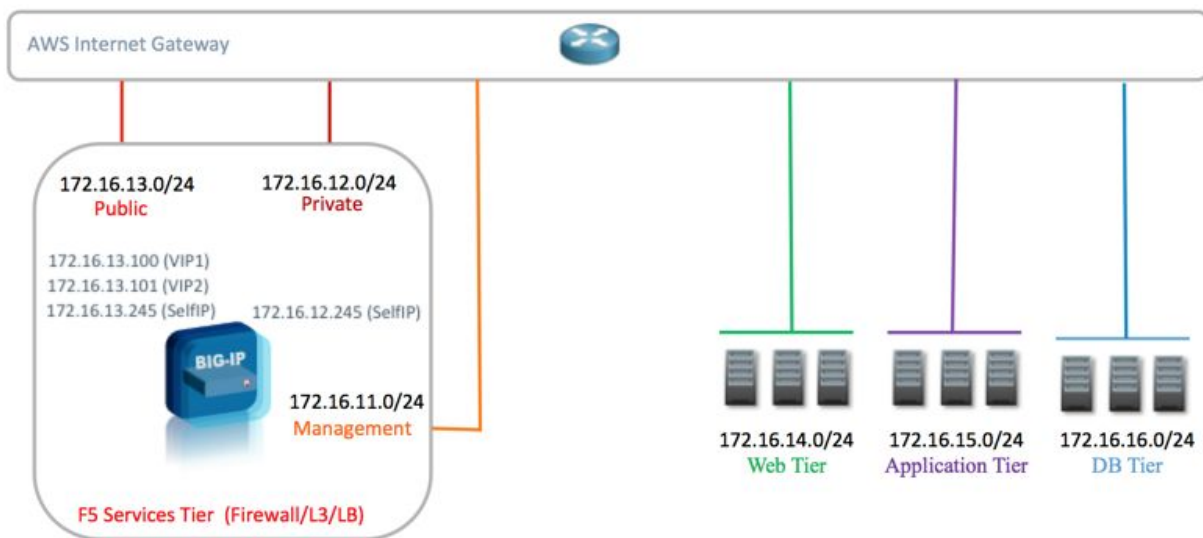 AWS Internet Gateway
172.16.13.0/24
Public
172.16.12.0/24
Private
172.16.13.100 (VIP1)
172.16.13.101 (VIP2)
172.16.13.245 (SelfIP)
172.16.12.245 (SelfIP)
BIG-IP
172.16.11.0/24
Management
F5 Services Tier (Firewall/L3/LB)
172.16.14.0/24
Web Tier
172.16.15.0/24
Application Tier
172.16.16.0/24
DB Tier